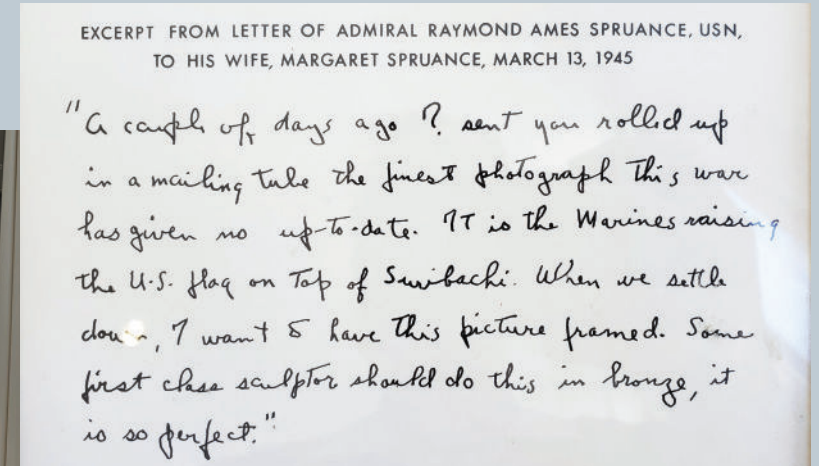 EXCERPT FROM LETTER OF ADMIRAL RAYMOND AMES SPRUANCE, USN,
TO HIS WIFE, MARGARET SPRUANCE, MARCH 13, 1945
"A couple of days ago I sent you rolled up
in a mailing tube the finest photograph this war
has given us up-to-date. It is the Marines raising
the U.S. flag on top of Suribachi. When we settle
down, I want to have this picture framed. Some
first class sculptor should do this in bronze, it
is so perfect."